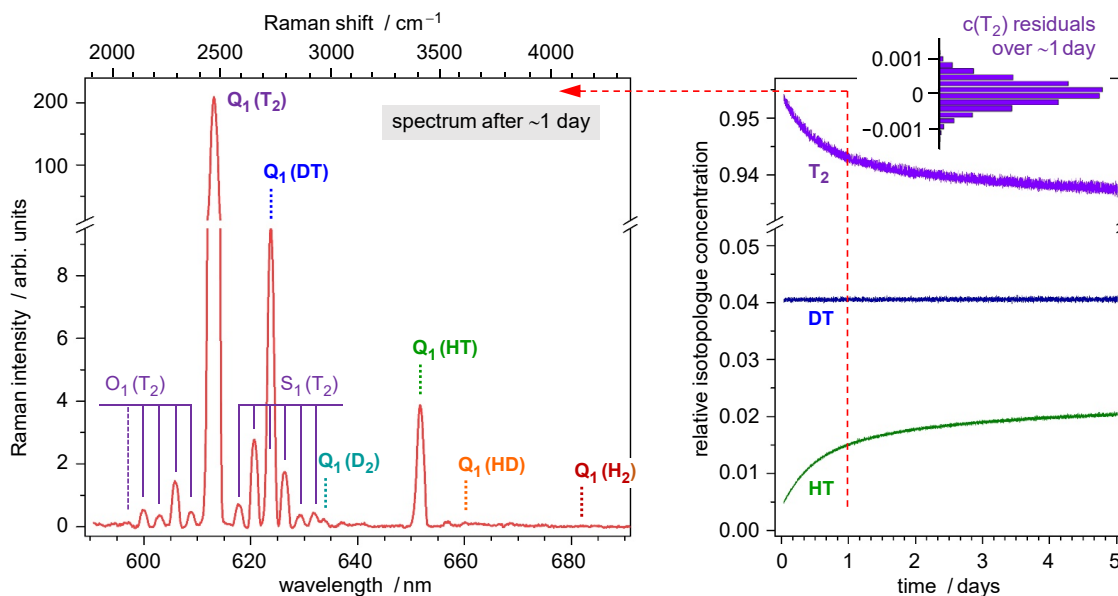 Raman shift / cm⁻¹
2000 2500 3000 3500 4000
Raman intensity / arbi. units
200
100
8
6
4
2
0
Q₁(T₂)
spectrum after ~1 day
Q₁(DT)
Q₁(HT)
O₁(T₂)
S₁(T₂)
Q₁(D₂)
Q₁(HD)
Q₁(H₂)
600 620 640 660 680
wavelength / nm
c(T₂) residuals
over ~1 day
0.001
0
−0.001
relative isotopologue concentration
0.95
0.94
0.05
0.04
0.03
0.02
0.01
0.00
T₂
DT
HT
0 1 2 3 4 5
time / days